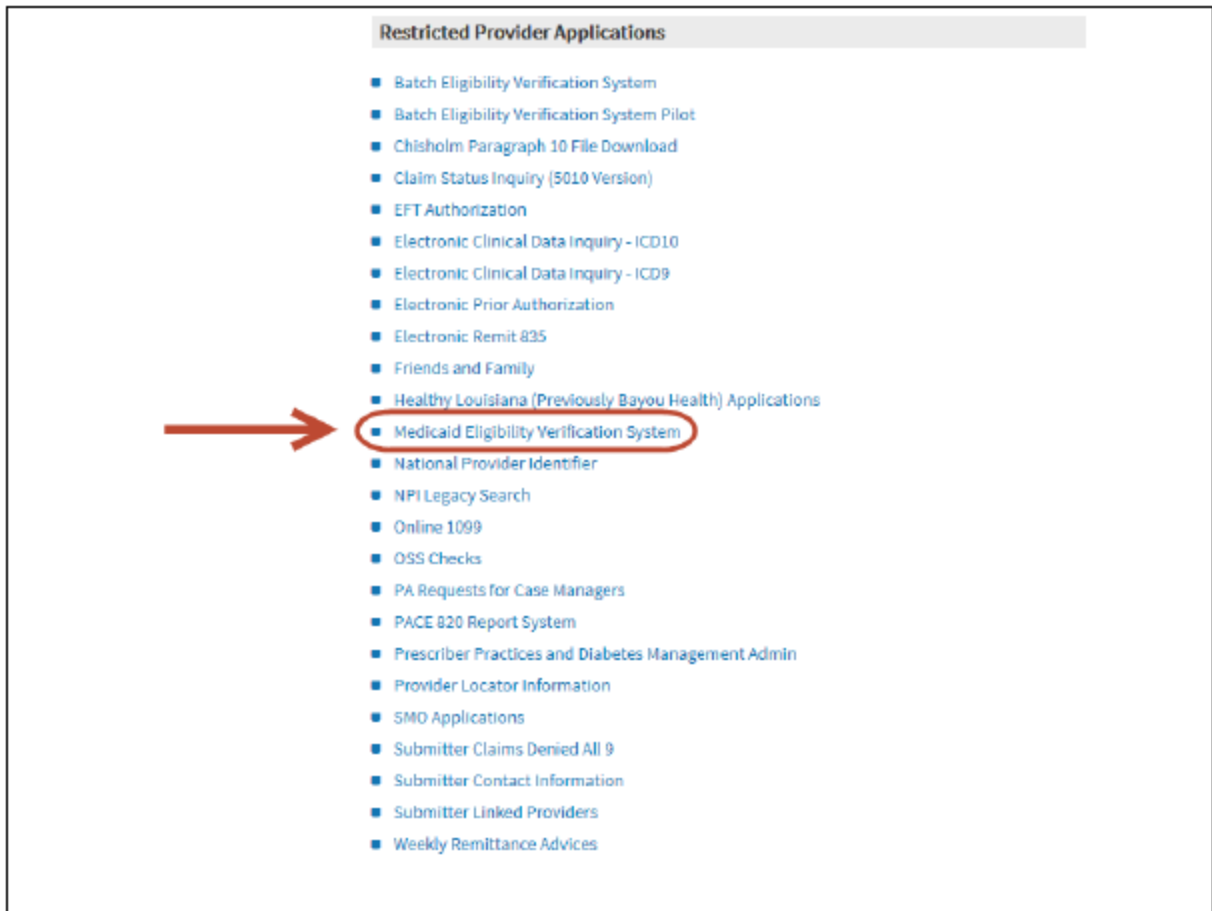 Restricted Provider Applications
Batch Eligibility Verification System
Batch Eligibility Verification System Pilot
Chisholm Paragraph 10 File Download
Claim Status Inquiry (5010 Version)
EFT Authorization
Electronic Clinical Data Inquiry - ICD10
Electronic Clinical Data Inquiry - ICD9
Electronic Prior Authorization
Electronic Remit 835
Friends and Family
Healthy Louisiana (Previously Bayou Health) Applications
Medicaid Eligibility Verification System
National Provider Identifier
NPI Legacy Search
Online 1099
OSS Checks
PA Requests for Case Managers
PACE 820 Report System
Prescriber Practices and Diabetes Management Admin
Provider Locator Information
SMO Applications
Submitter Claims Denied All 9
Submitter Contact Information
Submitter Linked Providers
Weekly Remittance Advices